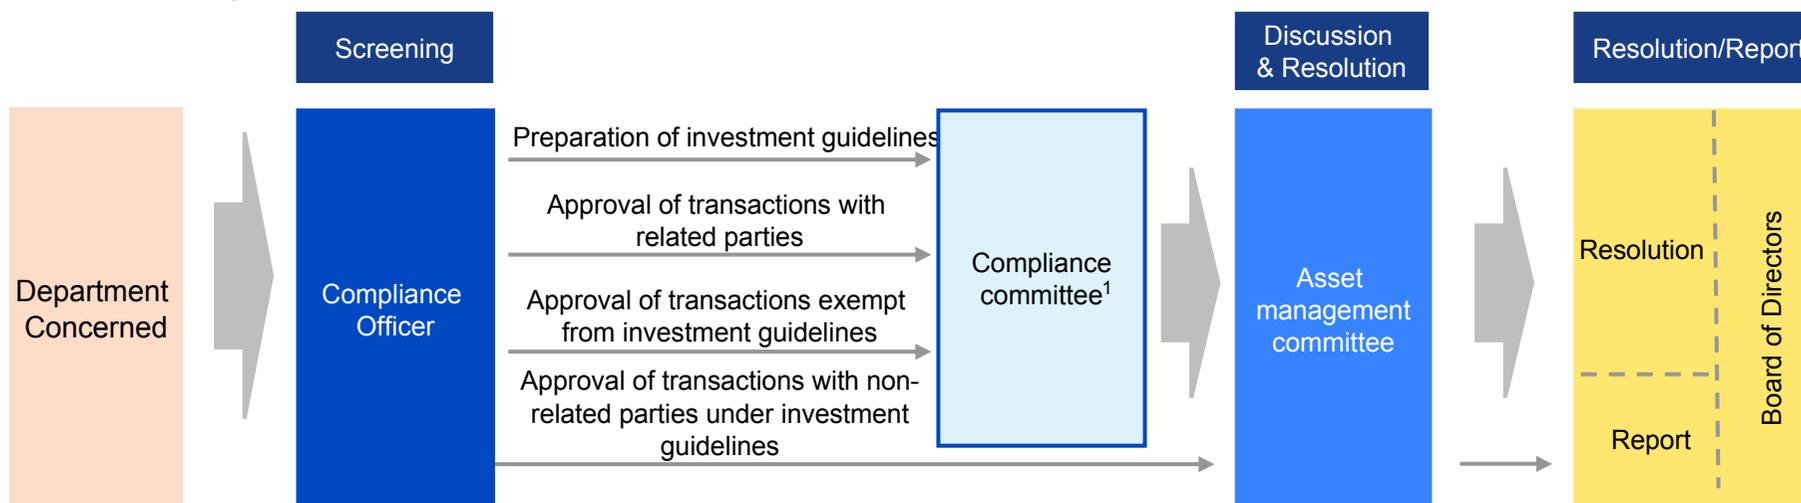 Screening
Discussion
& Resolution
Resolution/Report
Department
Concerned
Compliance
Officer
Preparation of investment guidelines
Approval of transactions with
related parties
Approval of transactions exempt
from investment guidelines
Approval of transactions with non-
related parties under investment
guidelines
Compliance
committee1
Asset
management
committee
Resolution
Report
Board of Directors